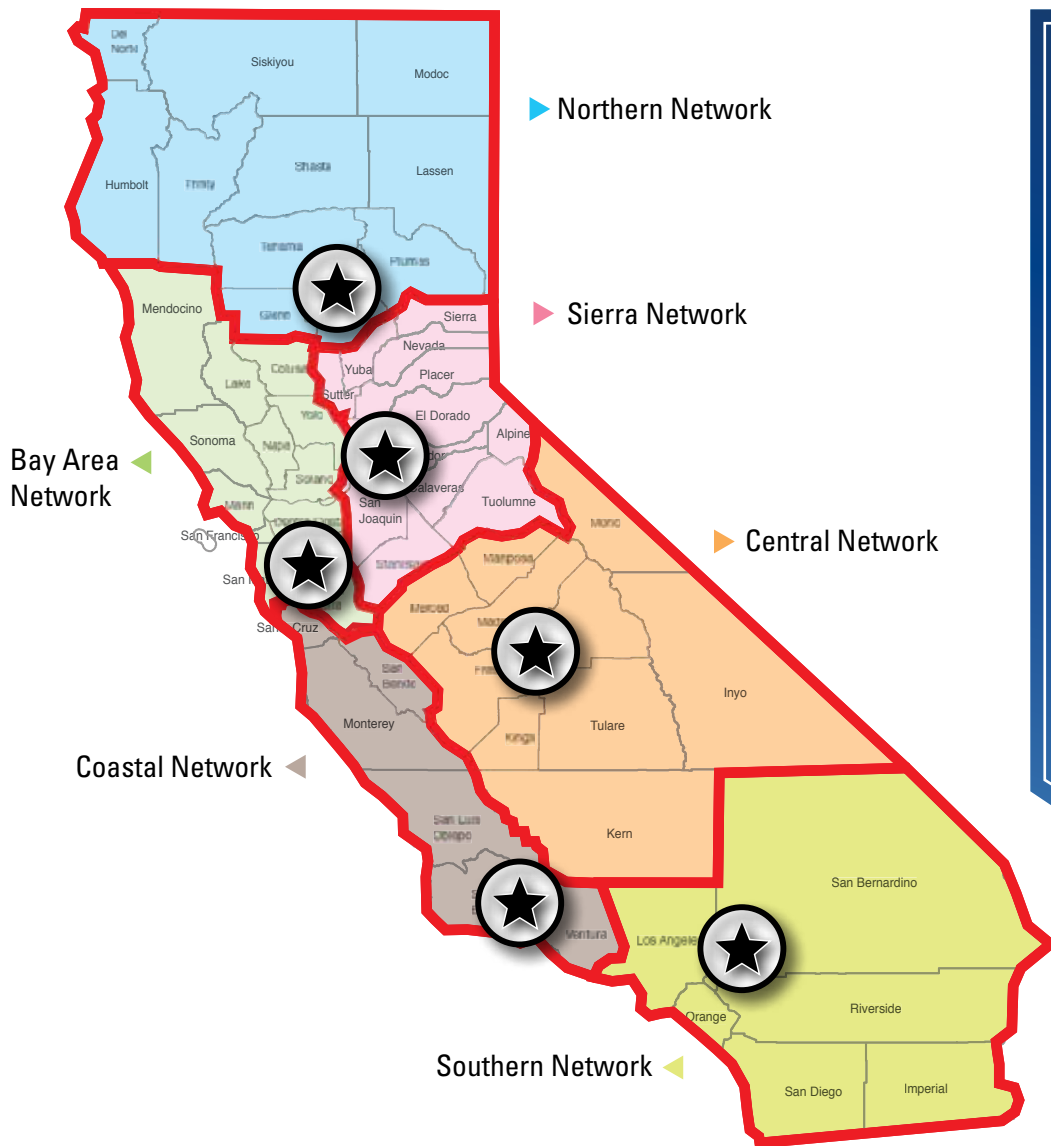 Del
Norte
Siskiyou
Modoc
Northern Network
Humbolt
Trinity
Shasta
Lassen
Tehama
Plumas
Glenn
Mendocino
Sierra
Sierra Network
Nevada
Yuba
Placer
Sutter
Lake
Colusa
Yolo
El Dorado
Alpine
Sonoma
Napa
Solano
Bay Area
Network
Marin
Calaveras
Tuolumne
San
Joaquin
San Francisco
Mono
Central Network
Stanislaus
Mariposa
Merced
Inyo
San
Benito
Monterey
Kings
Tulare
Coastal Network
San Luis
Obispo
Kern
San Bernardino
Ventura
Los Angeles
Orange
Riverside
Southern Network
San Diego
Imperial